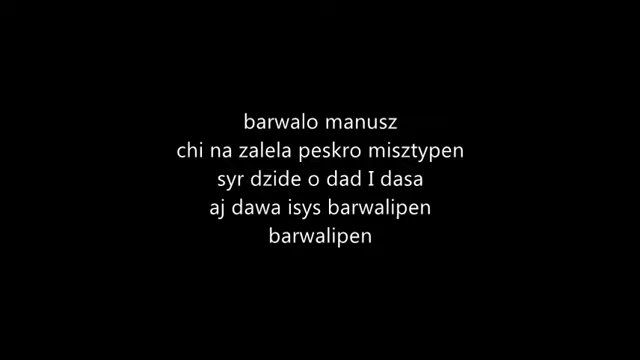 barwalo manusz
chi na zalela peskro misztypen
syr dzide o dad I dasa
aj dawa isys barwalipen
barwalipen